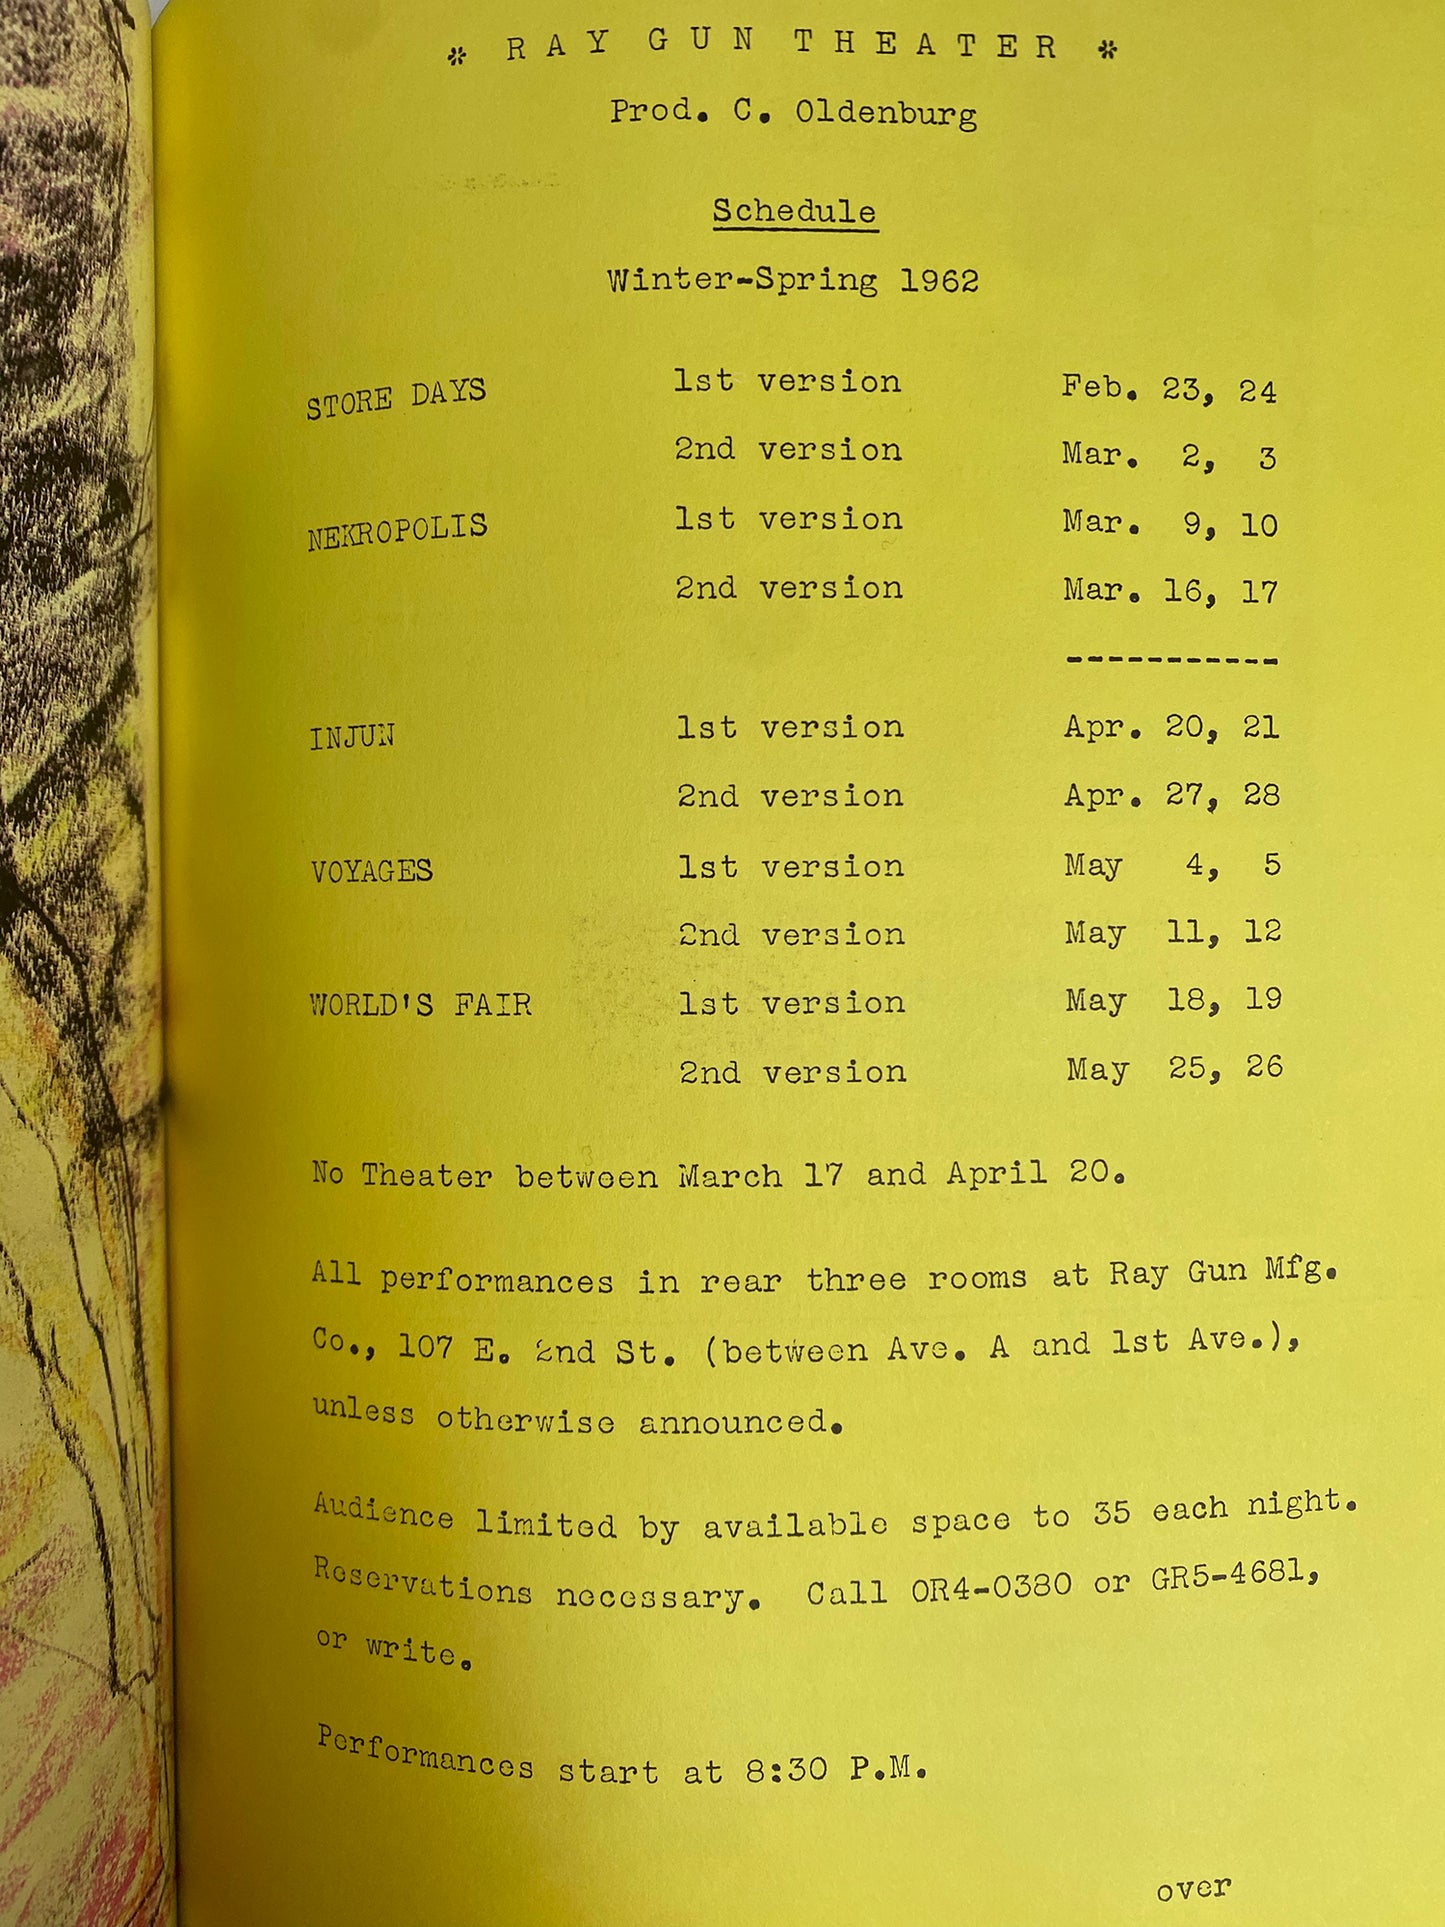 * RAY GUN THEATER *
Prod. C. Oldenburg
Schedule
Winter-Spring 1962
STORE DAYS 1st version Feb. 23, 24
2nd version Mar. 2, 3
NEKROPOLIS 1st version Mar. 9, 10
2nd version Mar. 16, 17
-----------
INJUN 1st version Apr. 20, 21
2nd version Apr. 27, 28
VOYAGES 1st version May 4, 5
2nd version May 11, 12
WORLD'S FAIR 1st version May 18, 19
2nd version May 25, 26
No Theater between March 17 and April 20.
All performances in rear three rooms at Ray Gun Mfg.
Co., 107 E. 2nd St. (between Ave. A and 1st Ave.),
unless otherwise announced.
Audience limited by available space to 35 each night.
Reservations necessary. Call OR4-0380 or GR5-4681,
or write.
Performances start at 8:30 P.M.
over